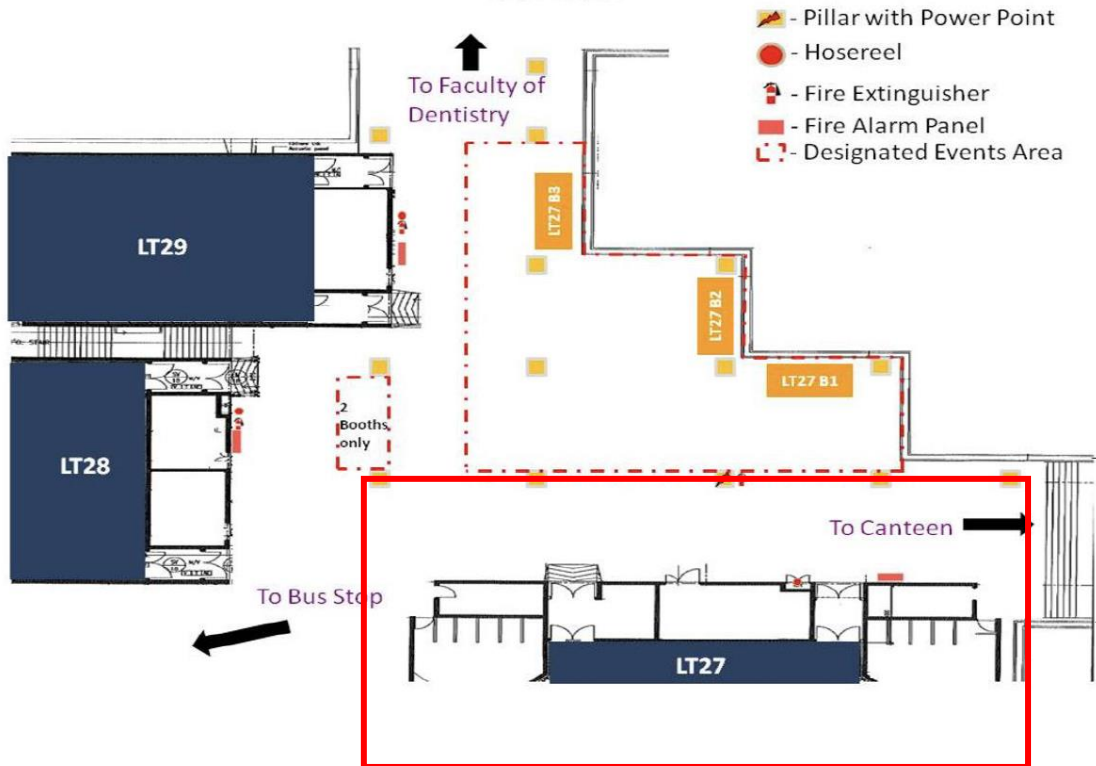 - Pillar with Power Point
- Hosereel
- Fire Extinguisher
- Fire Alarm Panel
- Designated Events Area
To Faculty of
Dentistry
LT29
LT27 B3
LT27 B2
LT27 B1
2
Booths
only
LT28
To Canteen
To Bus Stop
LT27